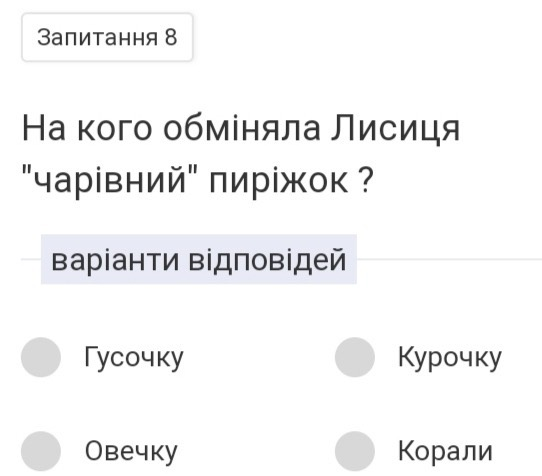 Запитання 8
На кого обміняла Лисиця
"чарівний" пиріжок ?
варіанти відповідей
Гусочку
Курочку
Овечку
Корали